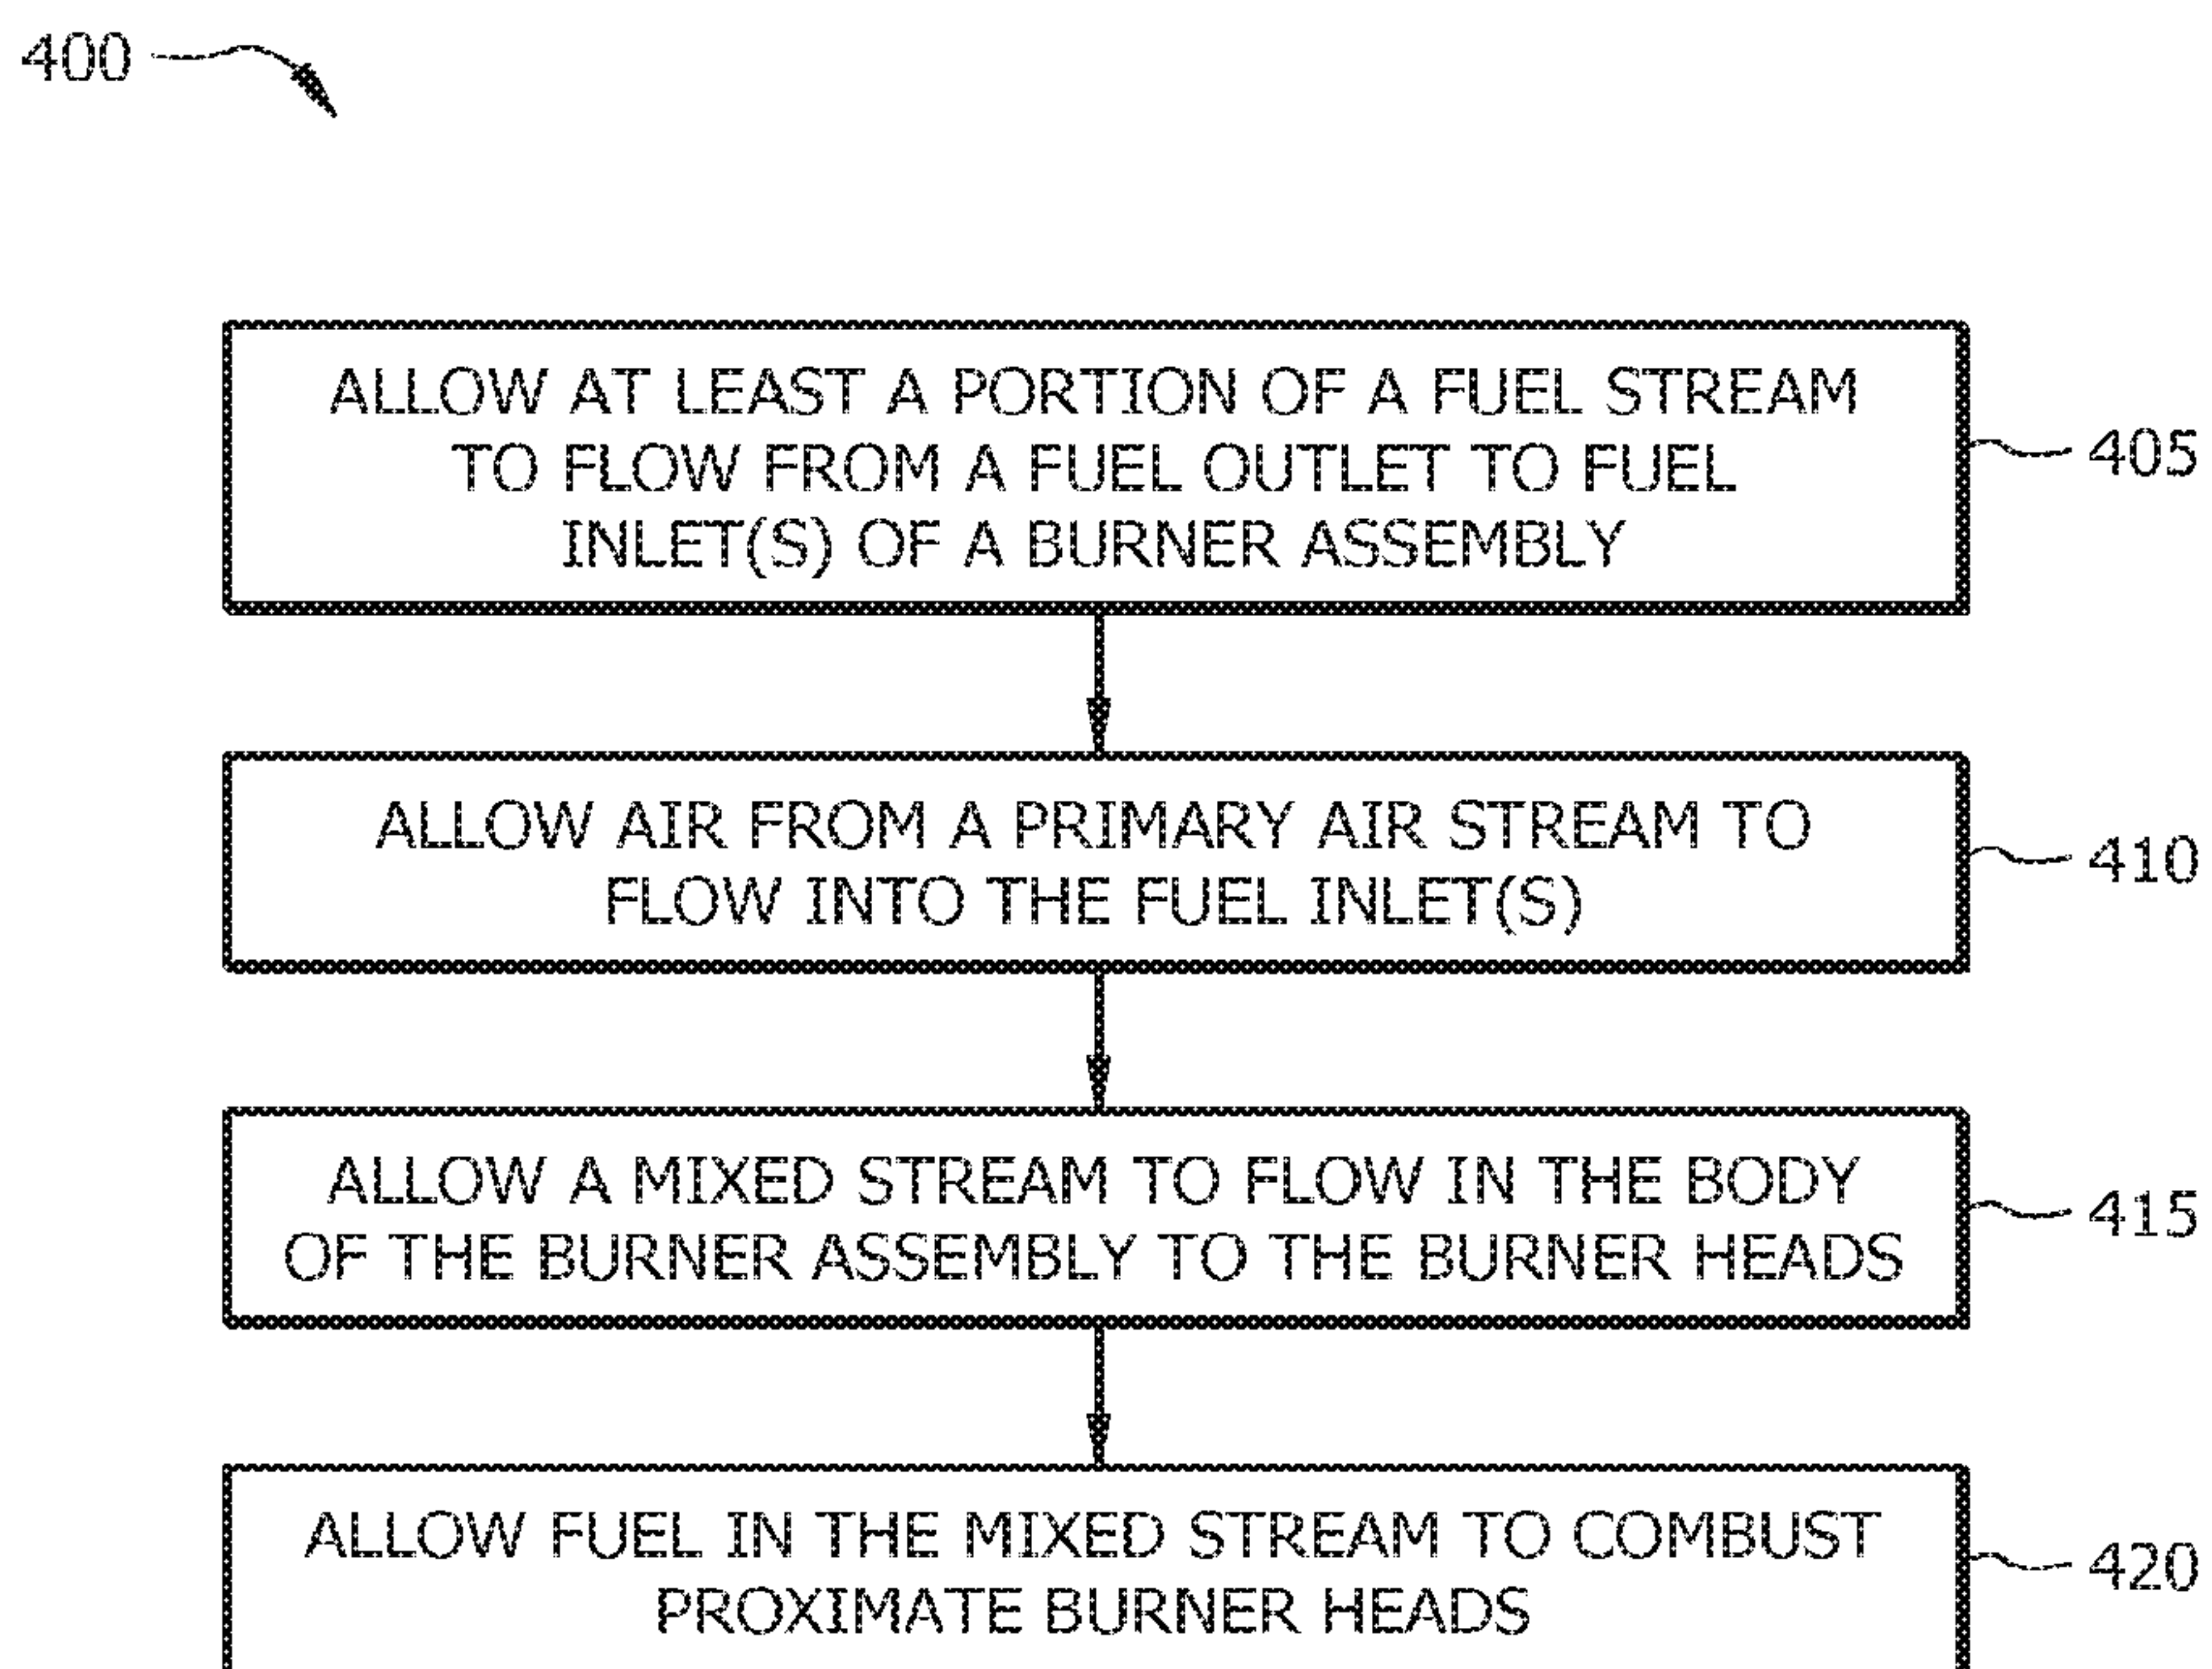 400
ALLOW AT LEAST A PORTION OF A FUEL STREAM
TO FLOW FROM A FUEL OUTLET TO FUEL
INLET(S) OF A BURNER ASSEMBLY
405
ALLOW AIR FROM A PRIMARY AIR STREAM TO
FLOW INTO THE FUEL INLET(S)
410
ALLOW A MIXED STREAM TO FLOW IN THE BODY
OF THE BURNER ASSEMBLY TO THE BURNER HEADS
415
ALLOW FUEL IN THE MIXED STREAM TO COMBUST
PROXIMATE BURNER HEADS
420